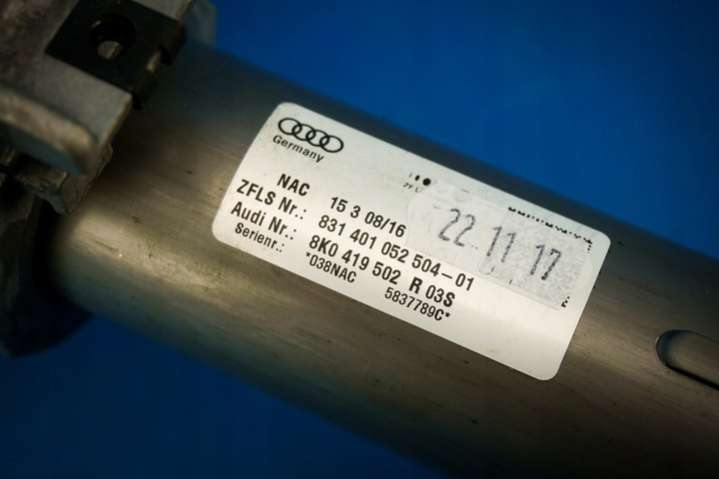 Germany
NAC 15 3 08/16
ZFLS Nr.: 831 401 052 504-01
Audi Nr.: 8K0 419 502 R 03S
Serienr.: *038NAC 5837789C*
22 11 17